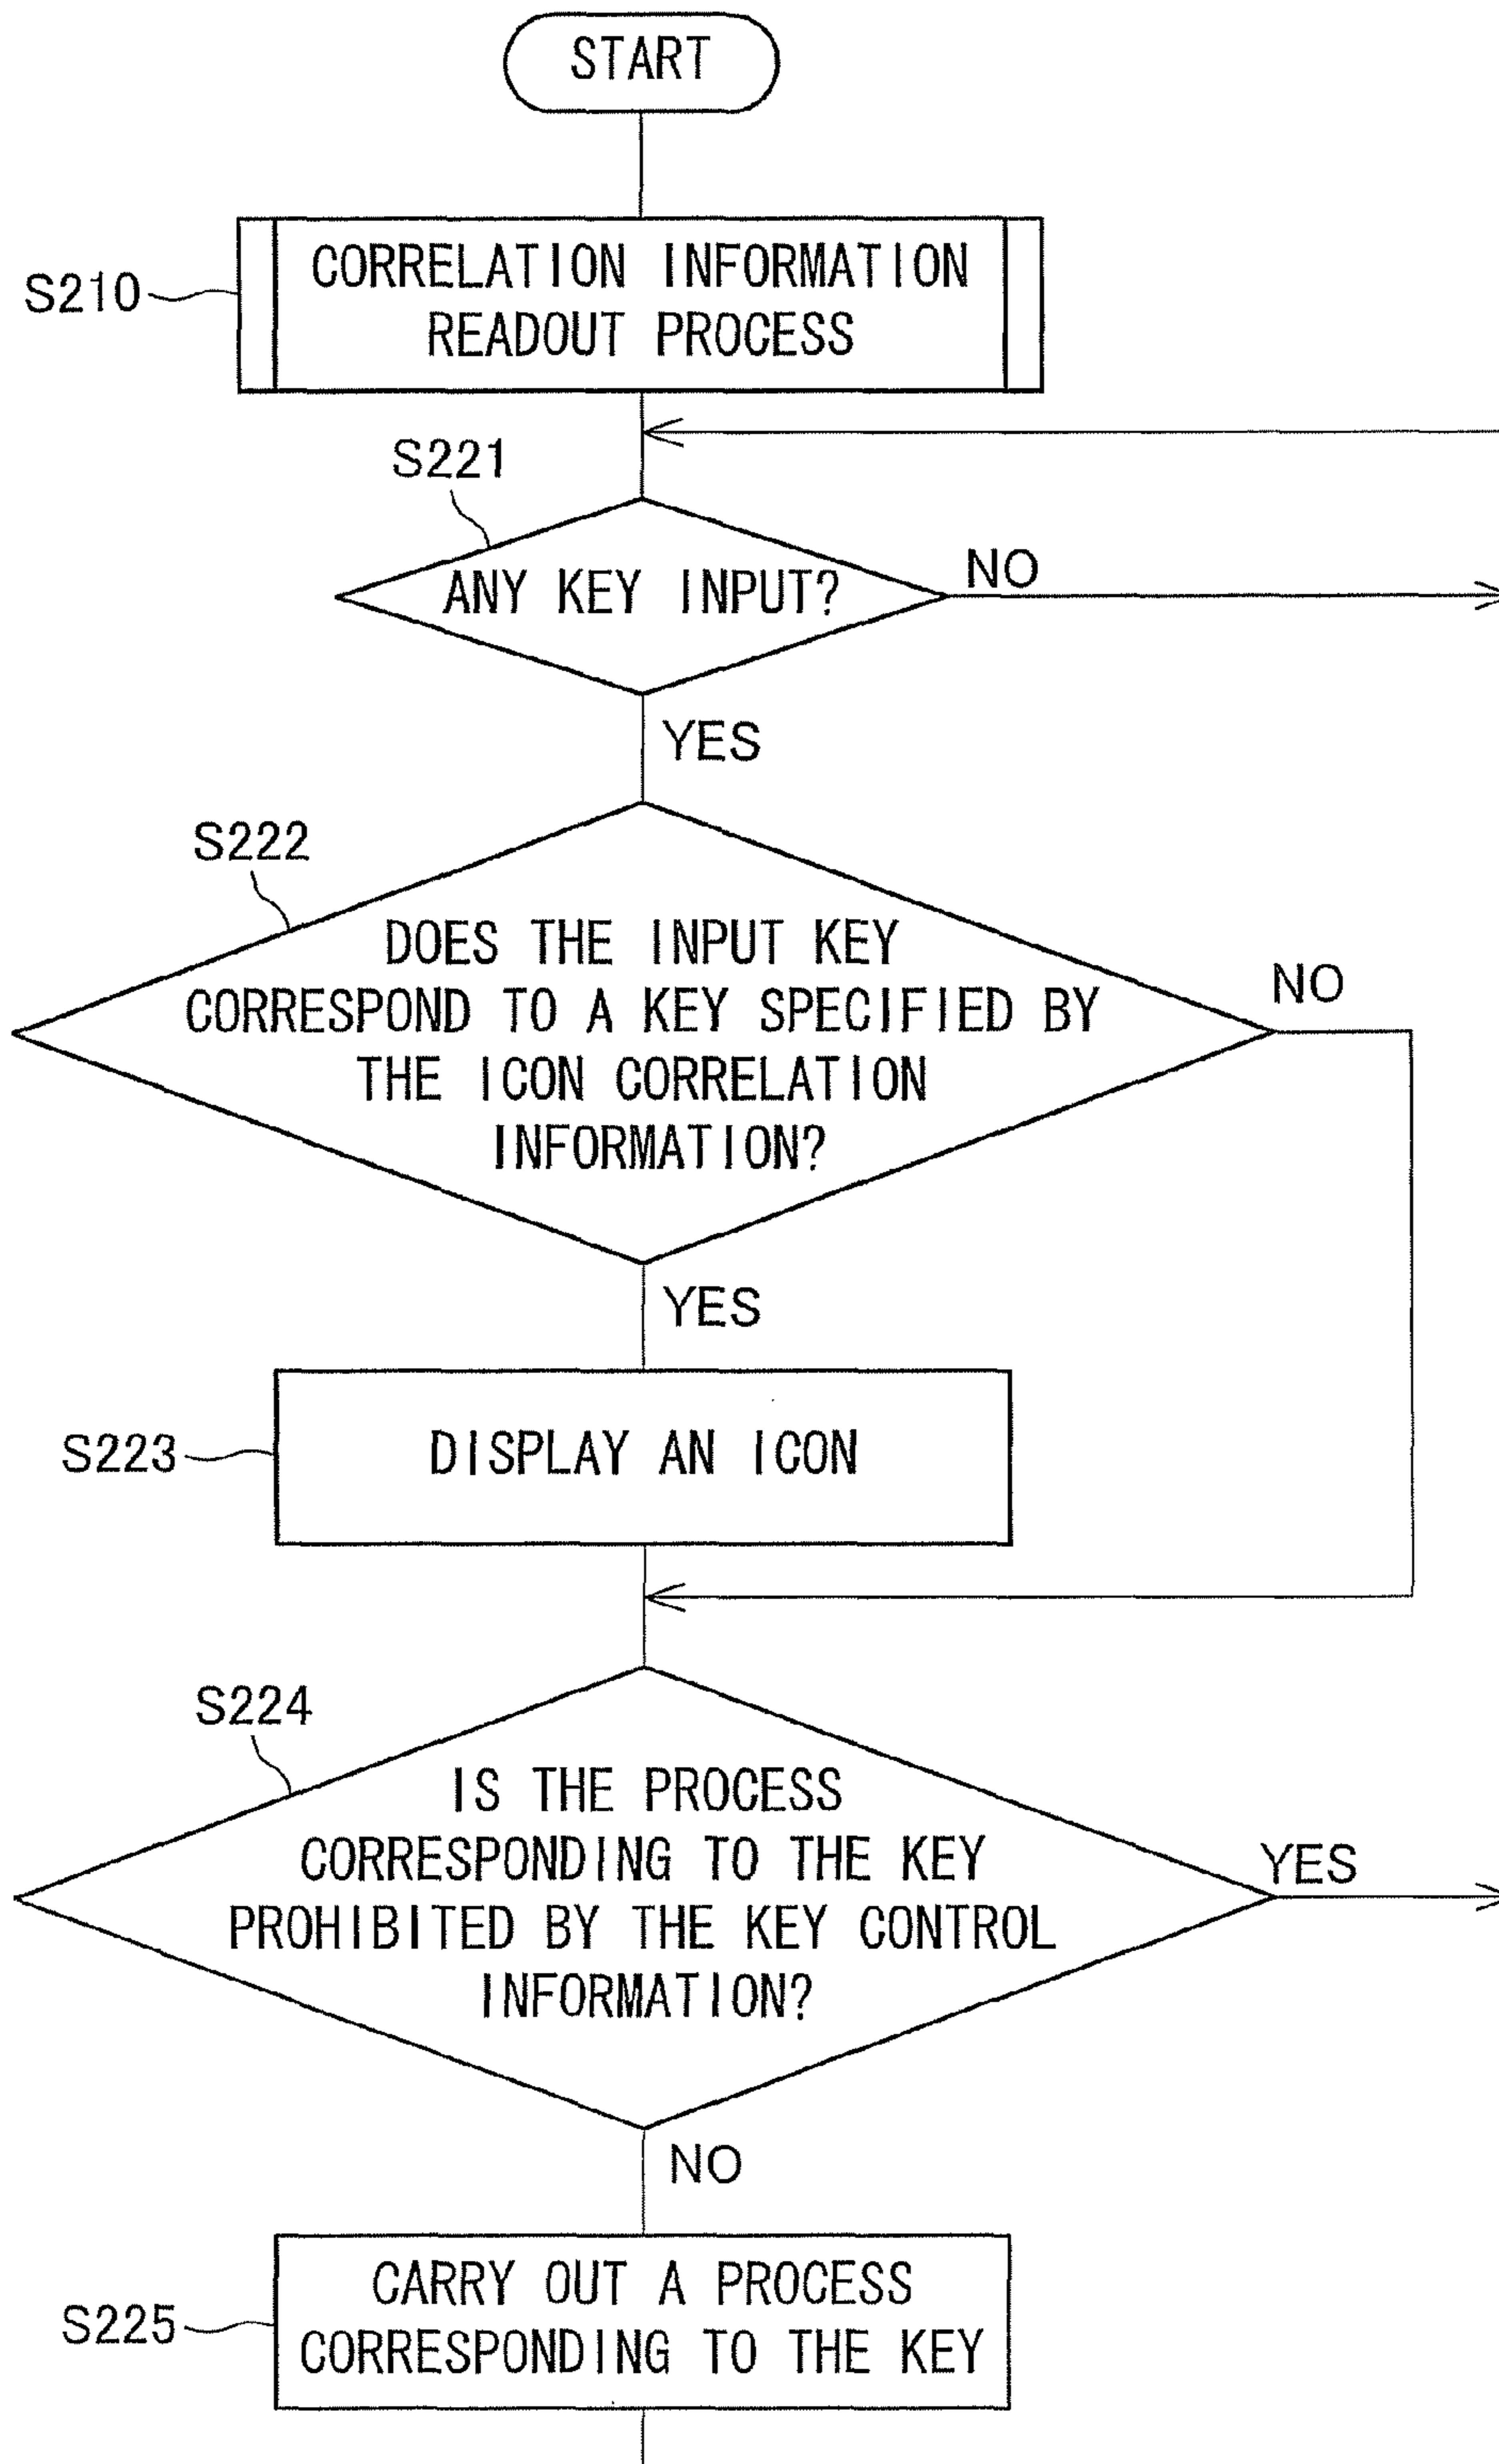 START
S210
CORRELATION INFORMATION
READOUT PROCESS
S221
ANY KEY INPUT?
NO
YES
S222
DOES THE INPUT KEY
CORRESPOND TO A KEY SPECIFIED BY
THE ICON CORRELATION
INFORMATION?
NO
YES
S223
DISPLAY AN ICON
S224
IS THE PROCESS
CORRESPONDING TO THE KEY
PROHIBITED BY THE KEY CONTROL
INFORMATION?
YES
NO
S225
CARRY OUT A PROCESS
CORRESPONDING TO THE KEY